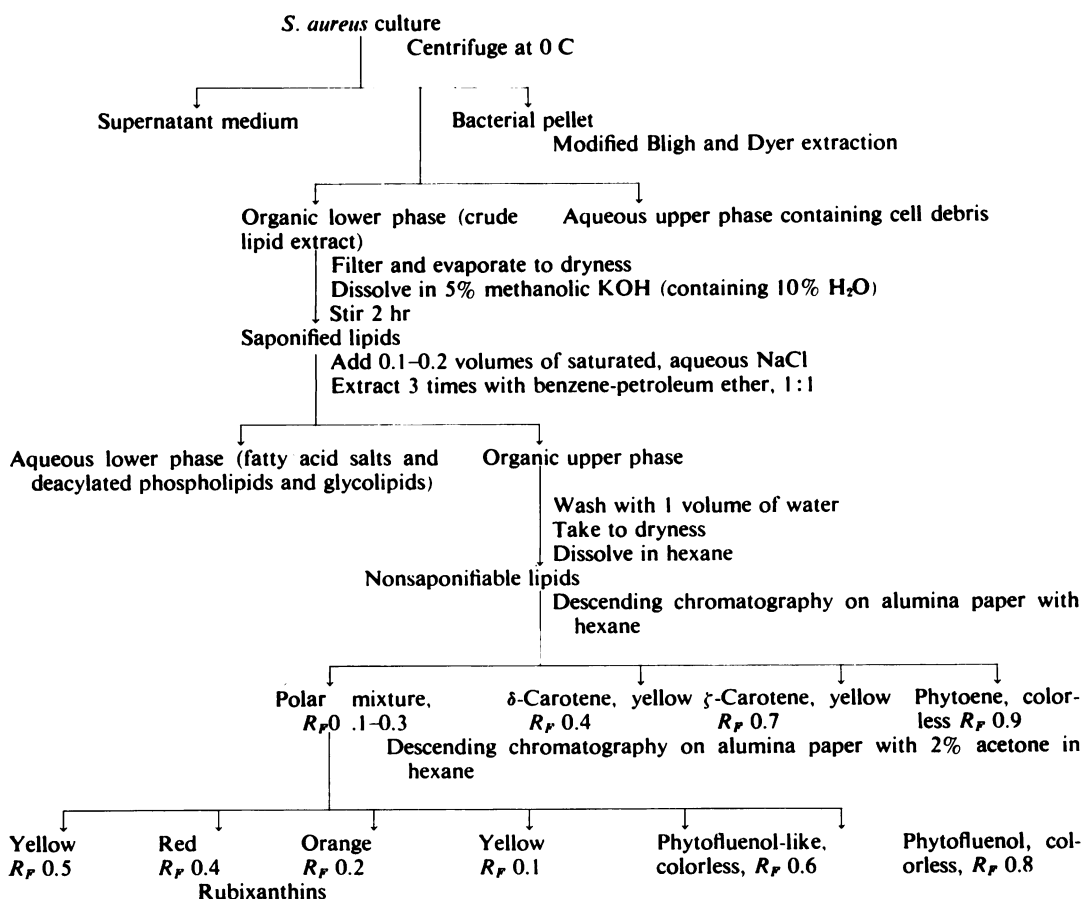 S. aureus culture
Centrifuge at 0 C
Supernatant medium
Bacterial pellet
Modified Bligh and Dyer extraction
Organic lower phase (crude
lipid extract)
Aqueous upper phase containing cell debris
Filter and evaporate to dryness
Dissolve in 5% methanolic KOH (containing 10% H₂O)
Stir 2 hr
Saponified lipids
Add 0.1–0.2 volumes of saturated, aqueous NaCl
Extract 3 times with benzene-petroleum ether, 1:1
Aqueous lower phase (fatty acid salts and
deacylated phospholipids and glycolipids)
Organic upper phase
Wash with 1 volume of water
Take to dryness
Dissolve in hexane
Nonsaponifiable lipids
Descending chromatography on alumina paper with
hexane
Polar mixture,
R_F0 .1–0.3
δ-Carotene, yellow
R_F 0.4
ζ-Carotene, yellow
R_F 0.7
Phytoene, color-
less R_F 0.9
Descending chromatography on alumina paper with 2% acetone in
hexane
Yellow
R_F 0.5
Red
R_F 0.4
Orange
R_F 0.2
Yellow
R_F 0.1
Phytofluenol-like,
colorless, R_F 0.6
Phytofluenol, col-
orless, R_F 0.8
Rubixanthins